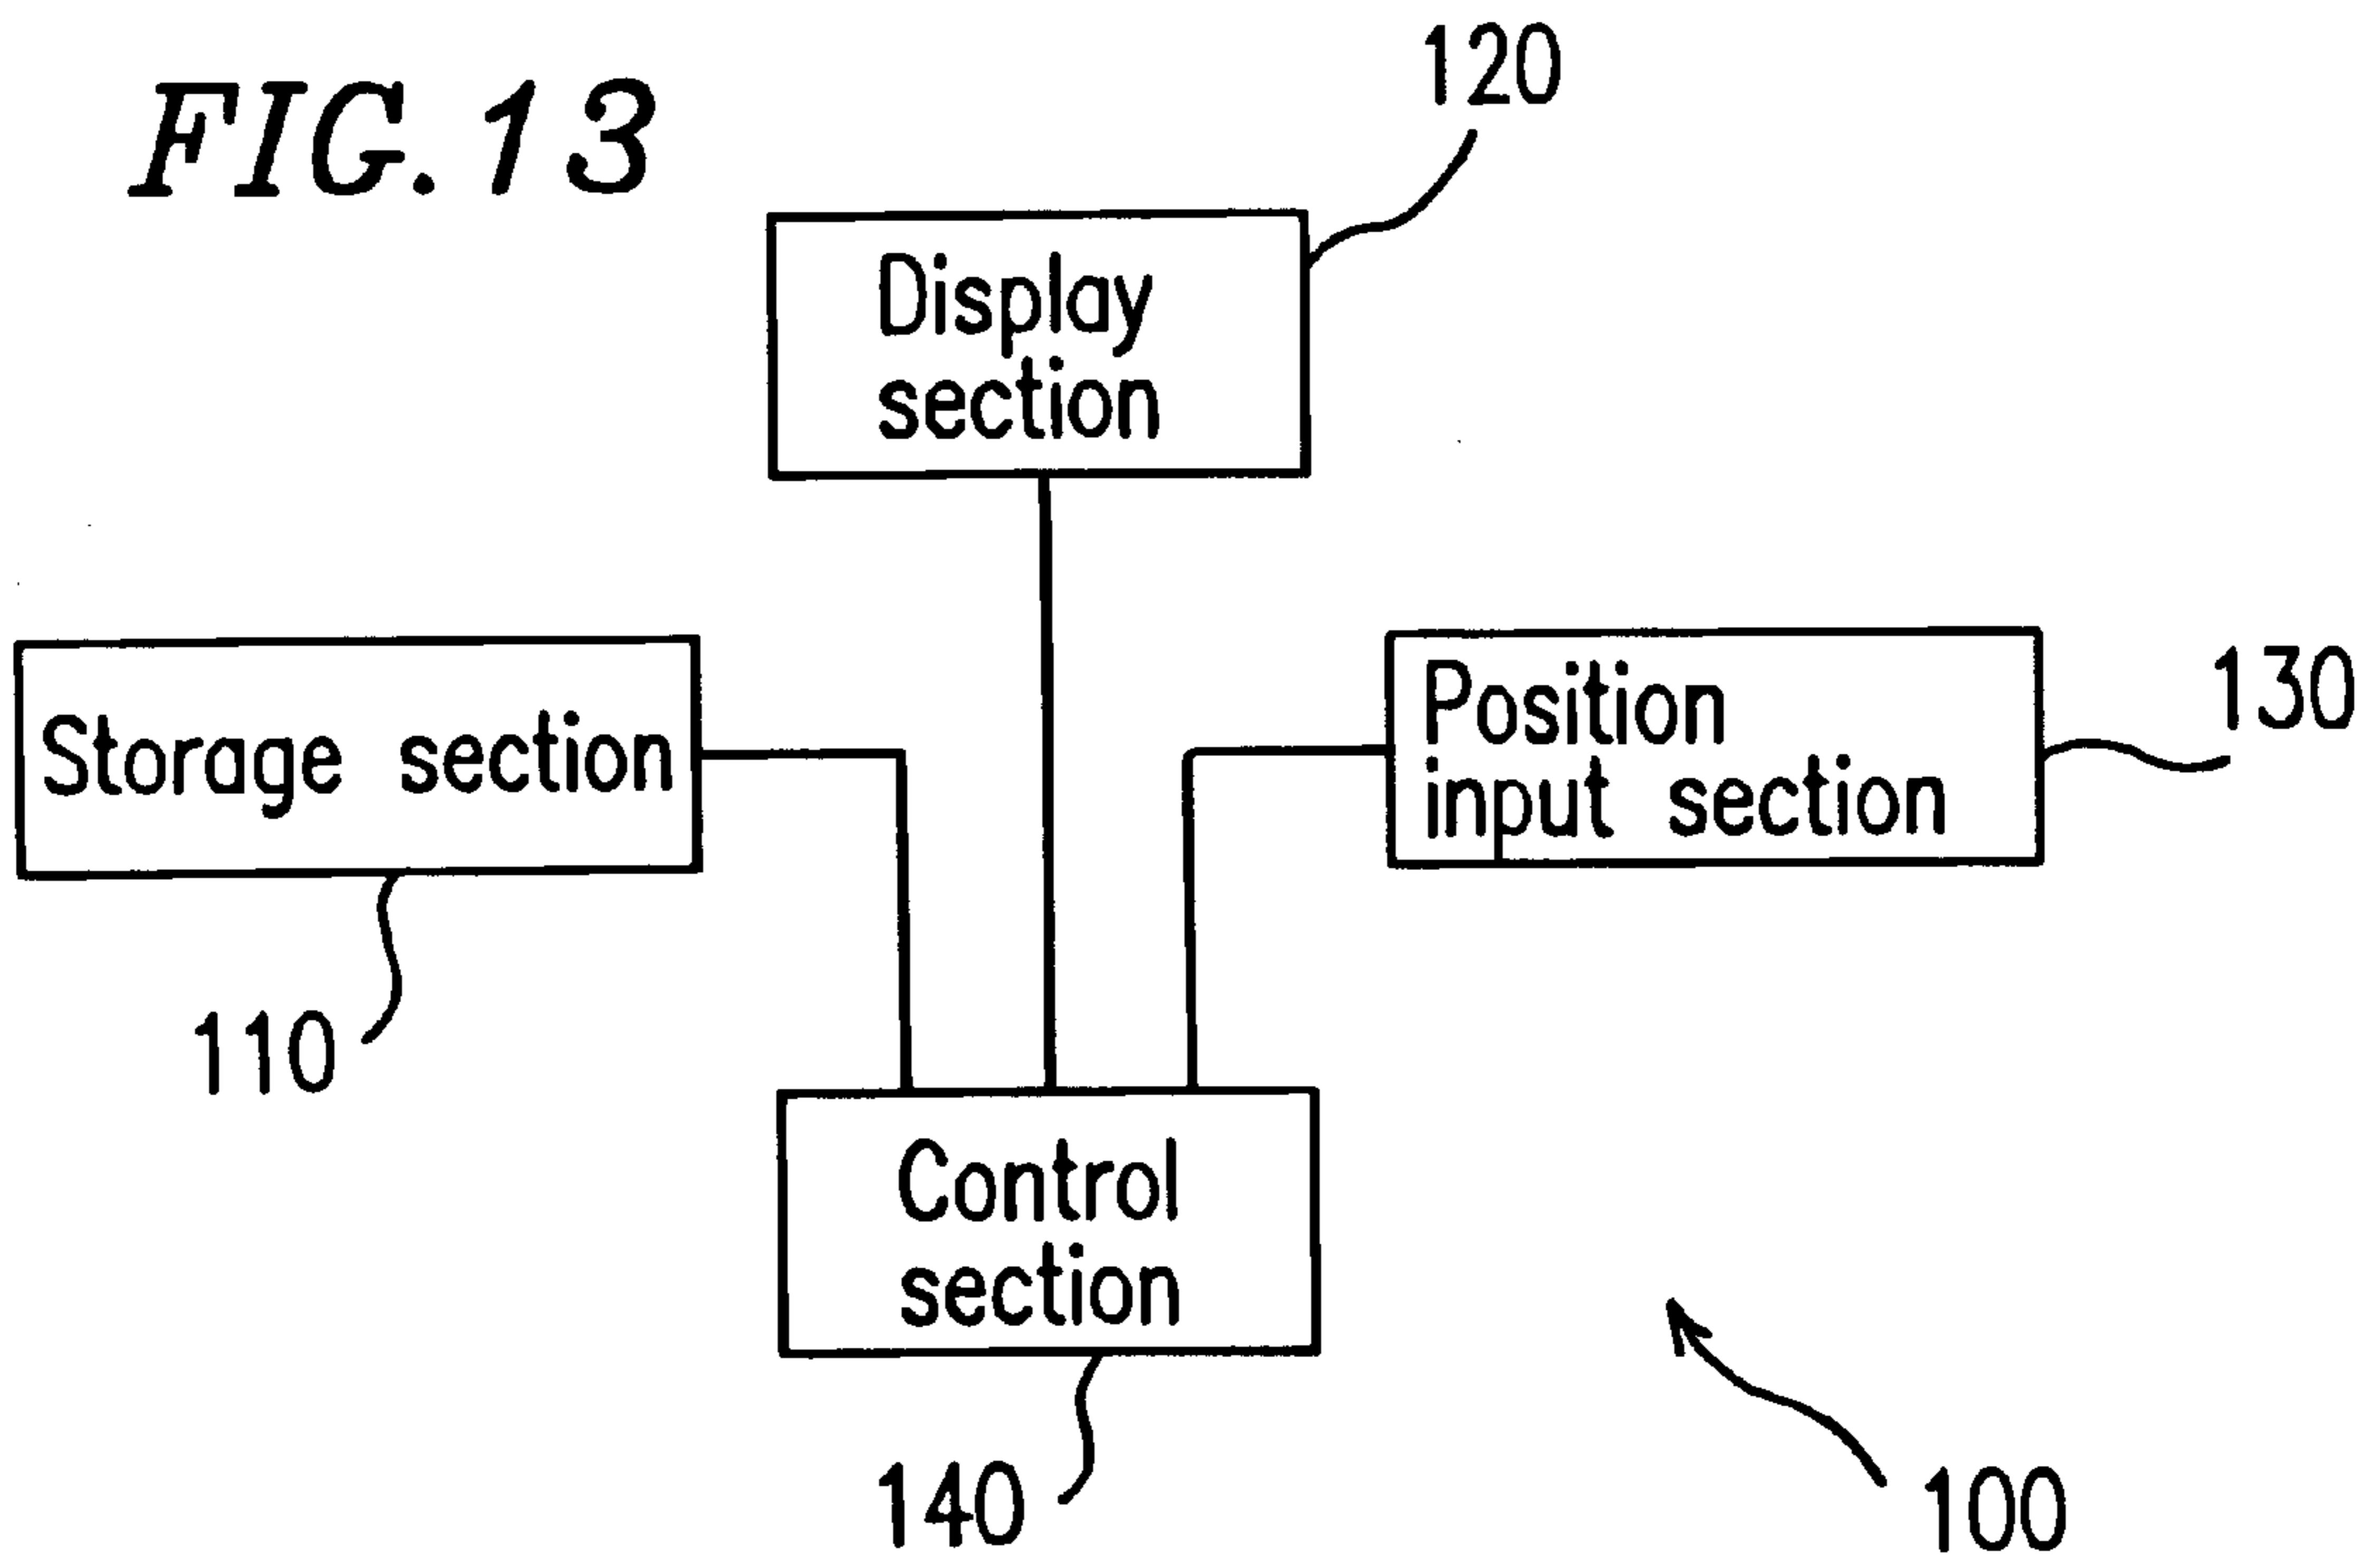 FIG.13
120
Display
section
Storage section
Position
input section
130
110
Control
section
140
100